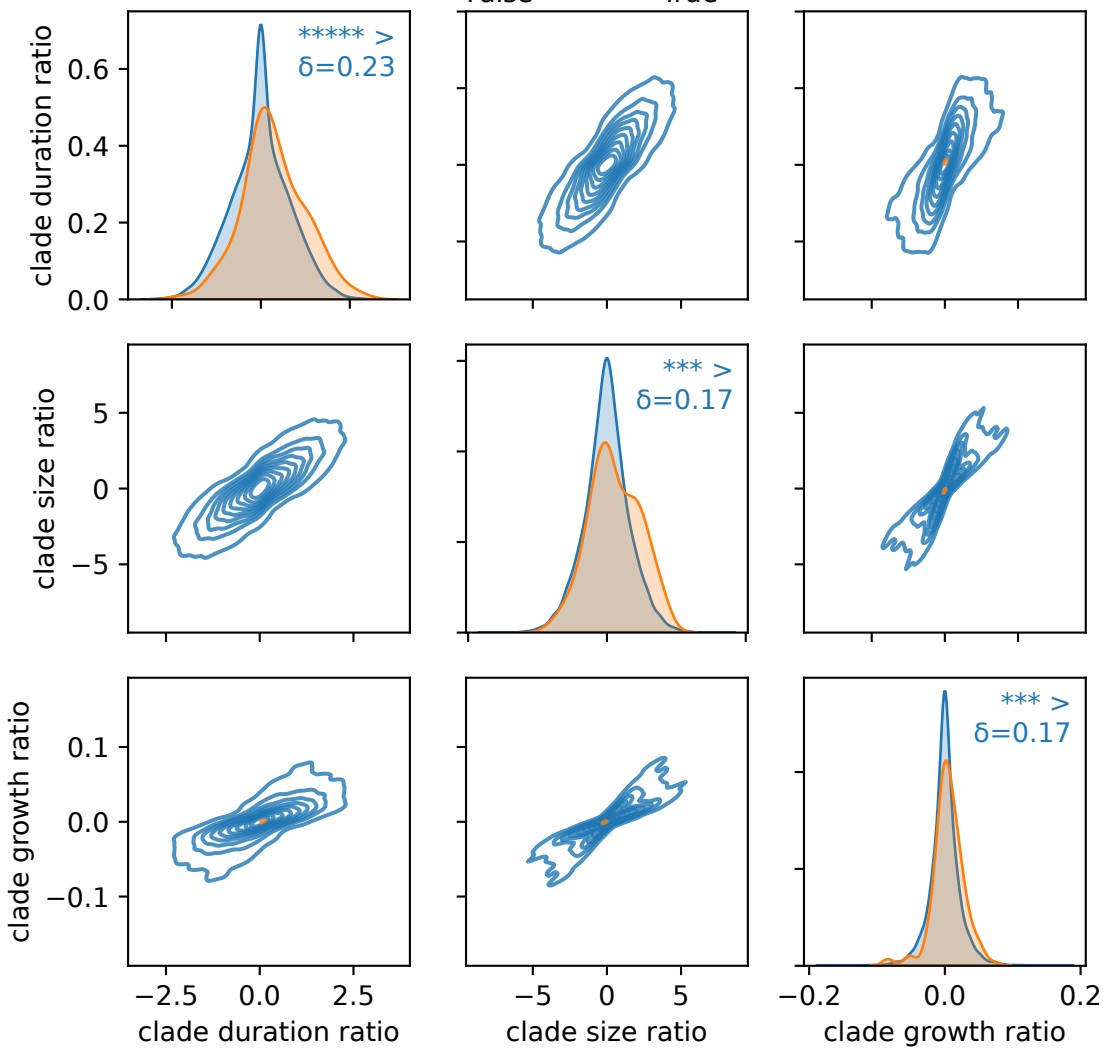 clade duration ratio
0.6
0.4
0.2
0.0
***** >
δ=0.23
clade size ratio
5
0
−5
*** >
δ=0.17
clade growth ratio
0.1
0.0
−0.1
*** >
δ=0.17
−2.5 0.0 2.5
−5 0 5
−0.2 0.0 0.2
clade duration ratio
clade size ratio
clade growth ratio